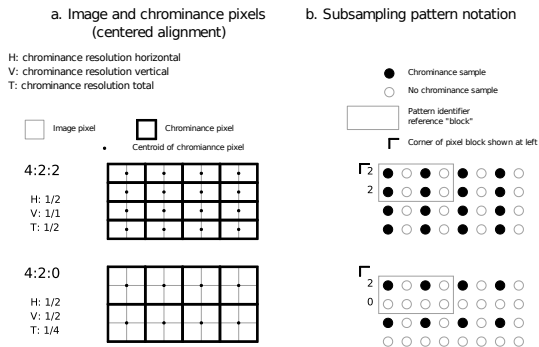 a. Image and chrominance pixels
(centered alignment)
H: chrominance resolution horizontal
V: chrominance resolution vertical
T: chrominance resolution total
Image pixel
Chrominance pixel
Centroid of chromiannce pixel
4:2:2
H: 1/2
V: 1/1
T: 1/2
4:2:0
H: 1/2
V: 1/2
T: 1/4
b. Subsampling pattern notation
Chrominance sample
No chrominance sample
Pattern identifier
reference "block"
Corner of pixel block shown at left
2
2
2
0